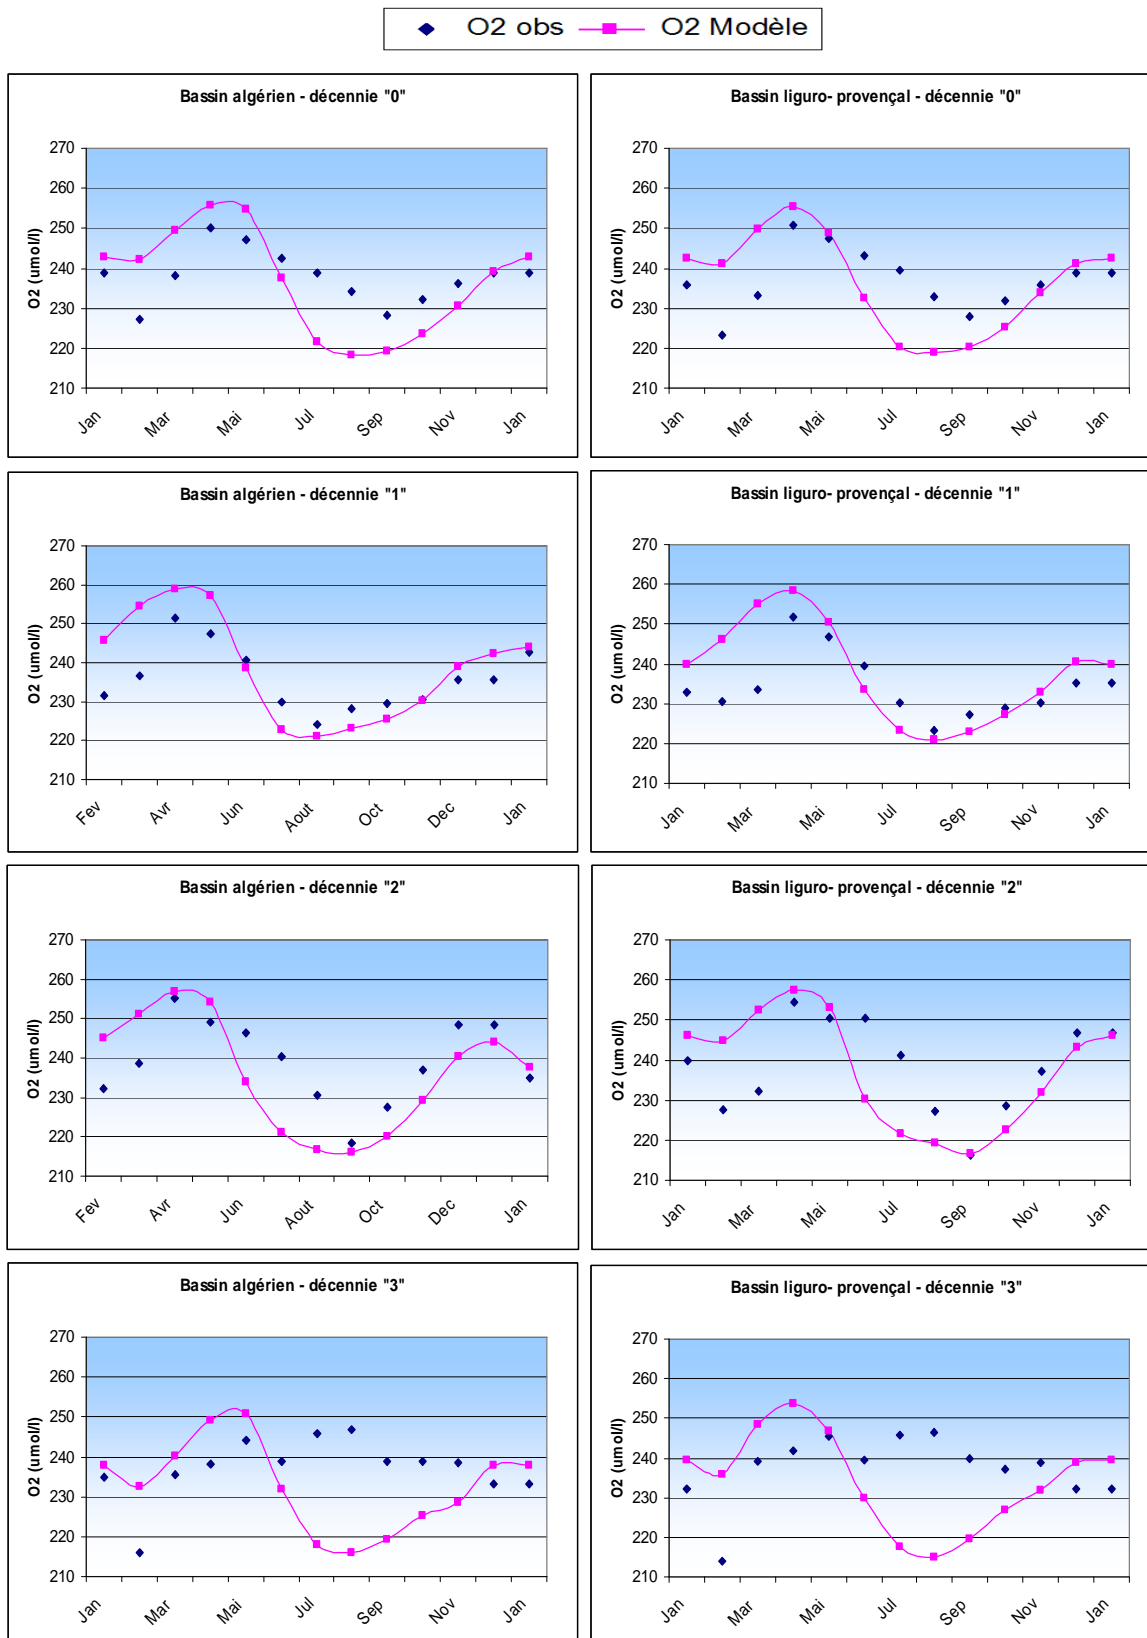 O2 obs O2 Modèle
Bassin algérien - décennie "0"
O2 (umol/l)
270
260
250
240
230
220
210
Jan Mar Mai Jul Sep Nov Jan
Bassin liguro- provençal - décennie "0"
O2 (umol/l)
270
260
250
240
230
220
210
Jan Mar Mai Jul Sep Nov Jan
Bassin algérien - décennie "1"
O2 (umol/l)
270
260
250
240
230
220
210
Fev Avr Jun Aout Oct Dec Jan
Bassin liguro- provençal - décennie "1"
O2 (umol/l)
270
260
250
240
230
220
210
Jan Mar Mai Jul Sep Nov Jan
Bassin algérien - décennie "2"
O2 (umol/l)
270
260
250
240
230
220
210
Fev Avr Jun Aout Oct Dec Jan
Bassin liguro- provençal - décennie "2"
O2 (umol/l)
270
260
250
240
230
220
210
Jan Mar Mai Jul Sep Nov Jan
Bassin algérien - décennie "3"
O2 (umol/l)
270
260
250
240
230
220
210
Jan Mar Mai Jul Sep Nov Jan
Bassin liguro- provençal - décennie "3"
O2 (umol/l)
270
260
250
240
230
220
210
Jan Mar Mai Jul Sep Nov Jan